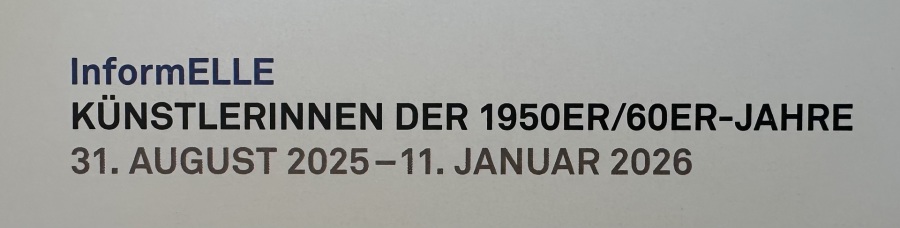 InformELLE
KÜNSTLERINNEN DER 1950ER/60ER-JAHRE
31. AUGUST 2025–11. JANUAR 2026